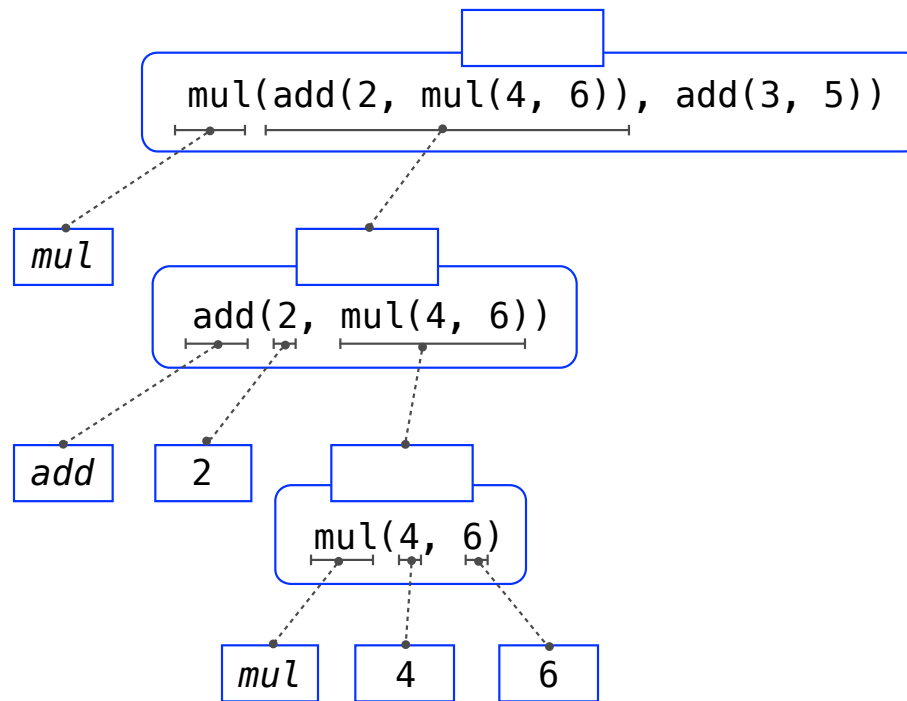 mul(add(2, mul(4, 6)), add(3, 5))
mul
add(2, mul(4, 6))
add
2
mul(4, 6)
mul
4
6